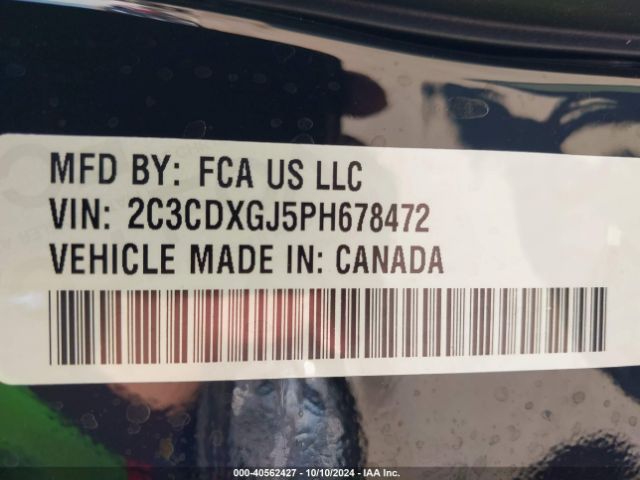 MFD BY: FCA US LLC
VIN: 2C3CDXGJ5PH678472
VEHICLE MADE IN: CANADA
000-40562427 - 10/10/2024 - IAA Inc.